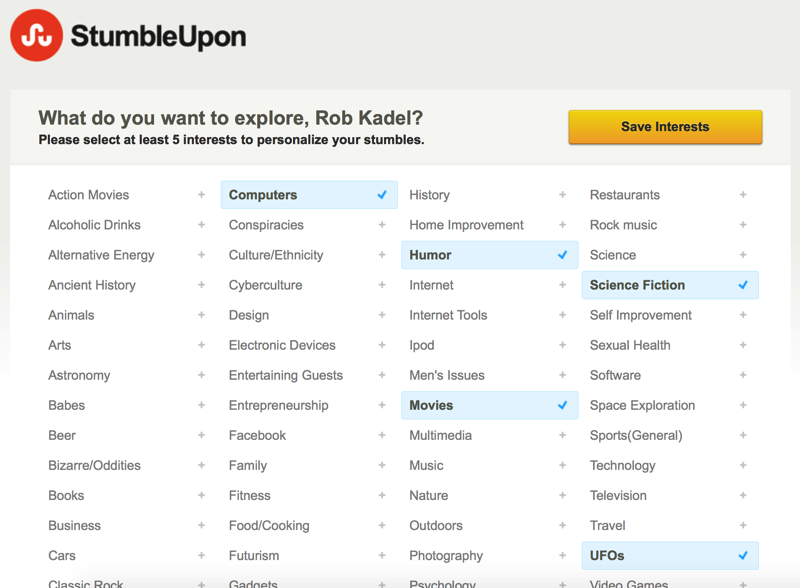 StumbleUpon
What do you want to explore, Rob Kadel?
Please select at least 5 interests to personalize your stumbles.
Save Interests
Action Movies + Computers ✓ History + Restaurants +
Alcoholic Drinks + Conspiracies + Home Improvement + Rock music +
Alternative Energy + Culture/Ethnicity + Humor ✓ Science +
Ancient History + Cyberculture + Internet + Science Fiction ✓
Animals + Design + Internet Tools + Self Improvement +
Arts + Electronic Devices + Ipod + Sexual Health +
Astronomy + Entertaining Guests + Men's Issues + Software +
Babes + Entrepreneurship + Movies ✓ Space Exploration +
Beer + Facebook + Multimedia + Sports(General) +
Bizarre/Oddities + Family + Music + Technology +
Books + Fitness + Nature + Television +
Business + Food/Cooking + Outdoors + Travel +
Cars + Futurism + Photography + UFOs ✓
Classic Rock + Gadgets + Psychology + Video Games +